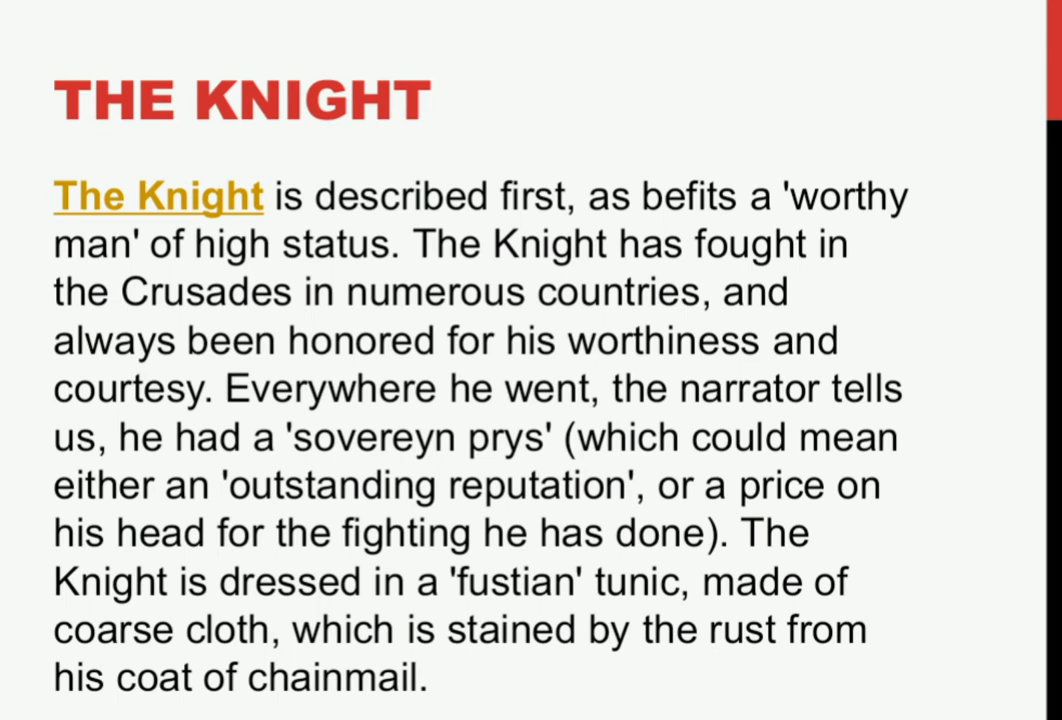 THE KNIGHT
The Knight is described first, as befits a 'worthy
man' of high status. The Knight has fought in
the Crusades in numerous countries, and
always been honored for his worthiness and
courtesy. Everywhere he went, the narrator tells
us, he had a 'sovereyn prys' (which could mean
either an 'outstanding reputation', or a price on
his head for the fighting he has done). The
Knight is dressed in a 'fustian' tunic, made of
coarse cloth, which is stained by the rust from
his coat of chainmail.